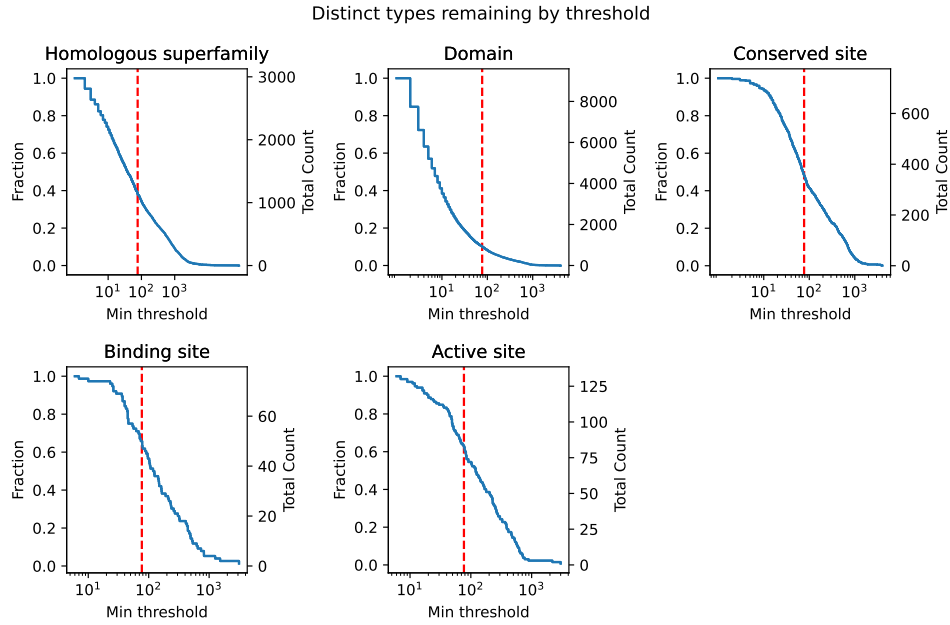 Distinct types remaining by threshold
Homologous superfamily
1.0
0.8
0.6
0.4
0.2
0.0
Fraction
3000
2000
1000
0
Total Count
10¹ 10² 10³
Min threshold
Domain
1.0
0.8
0.6
0.4
0.2
0.0
Fraction
8000
6000
4000
2000
0
Total Count
10¹ 10² 10³
Min threshold
Conserved site
1.0
0.8
0.6
0.4
0.2
0.0
Fraction
600
400
200
0
Total Count
10¹ 10² 10³
Min threshold
Binding site
1.0
0.8
0.6
0.4
0.2
0.0
Fraction
60
40
20
0
Total Count
10¹ 10² 10³
Min threshold
Active site
1.0
0.8
0.6
0.4
0.2
0.0
Fraction
125
100
75
50
25
0
Total Count
10¹ 10² 10³
Min threshold